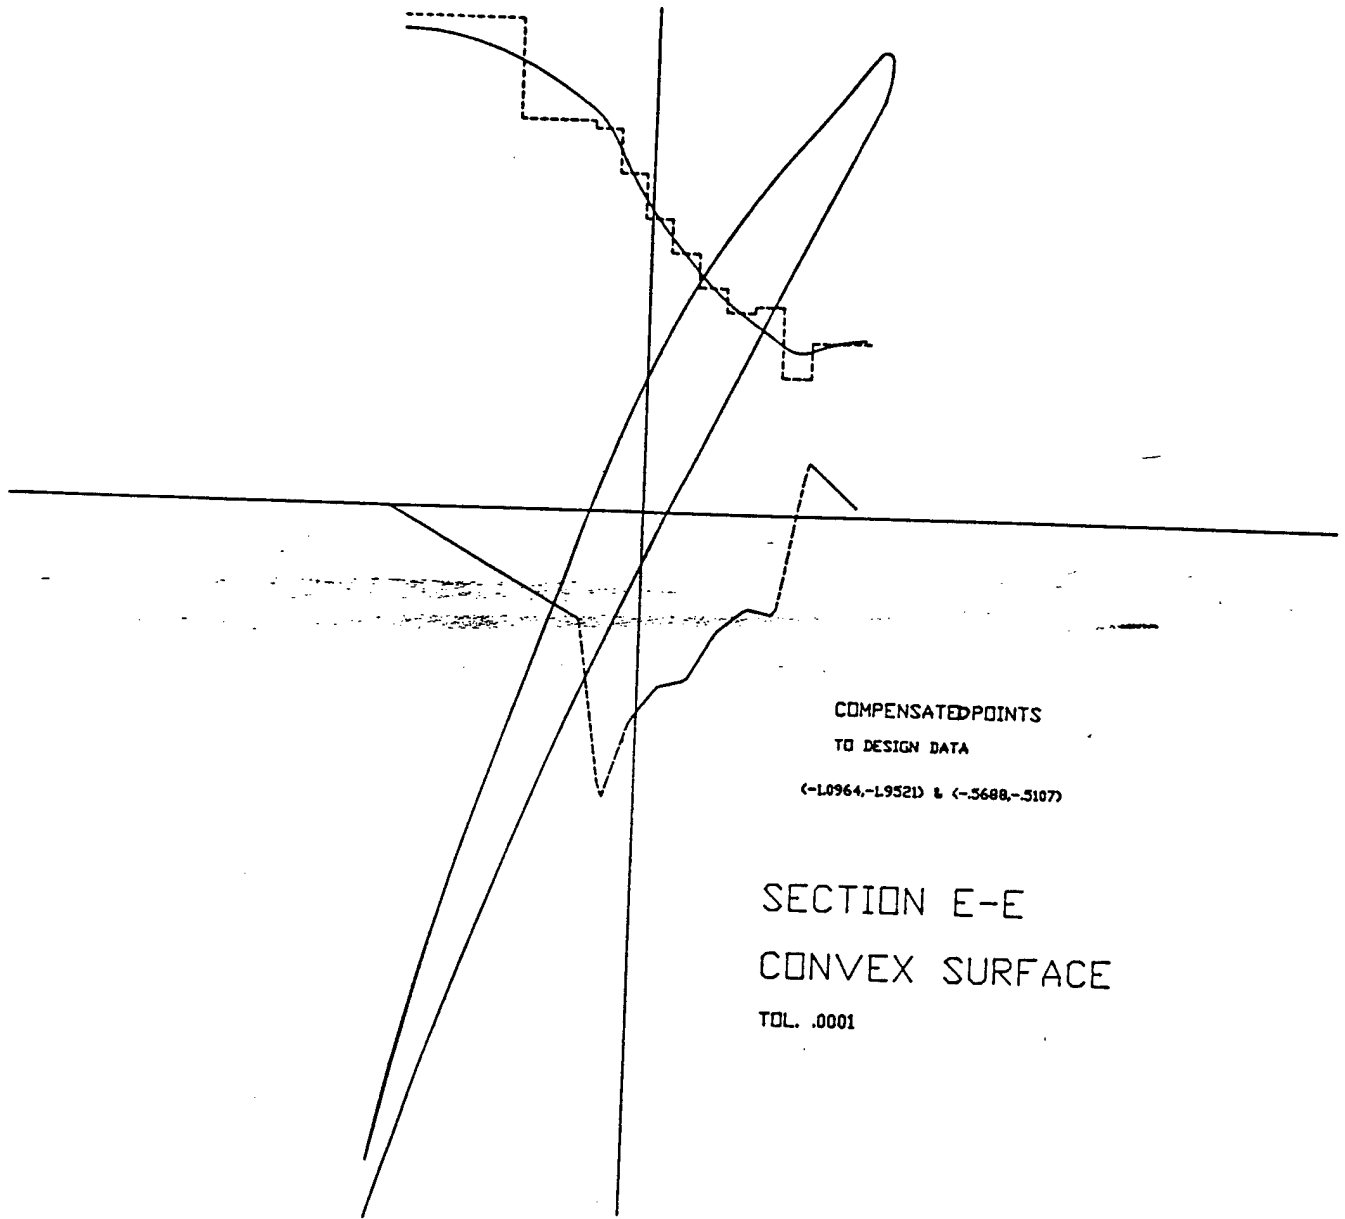 COMPENSATEDPOINTS
TO DESIGN DATA
(-1.0964,-1.9521) & (-.5688,-.5107)
SECTION E-E
CONVEX SURFACE
TOL. .0001